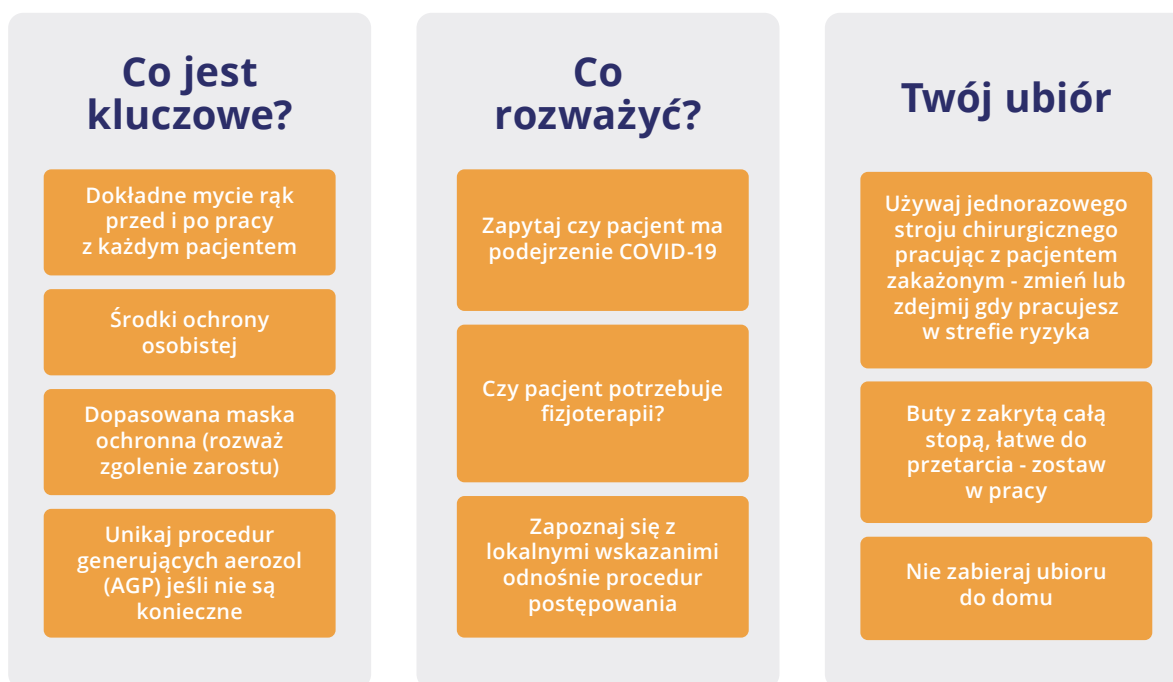 Co jest
kluczowe?
Dokładne mycie rąk
przed i po pracy
z każdym pacjentem
Środki ochrony
osobistej
Dopasowana maska
ochronna (rozważ
zgolenie zarostu)
Unikaj procedur
generujących aerozol
(AGP) jeśli nie są
konieczne
Co
rozważyć?
Zapytaj czy pacjent ma
podejrzenie COVID-19
Czy pacjent potrzebuje
fizjoterapii?
Zapoznaj się z
lokalnymi wskazanimi
odnośnie procedur
postępowania
Twój ubiór
Używaj jednorazowego
stroju chirurgicznego
pracując z pacjentem
zakażonym - zmień lub
zdejmij gdy pracujesz
w strefie ryzyka
Buty z zakrytą całą
stopą, łatwe do
przetarcia - zostaw
w pracy
Nie zabieraj ubioru
do domu